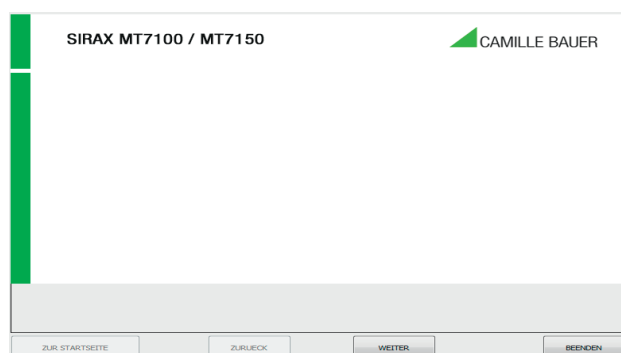 SIRAX MT7100 / MT7150
CAMILLE BAUER
ZUR STARTSEITE
ZURUECK
WEITER
BEENDEN